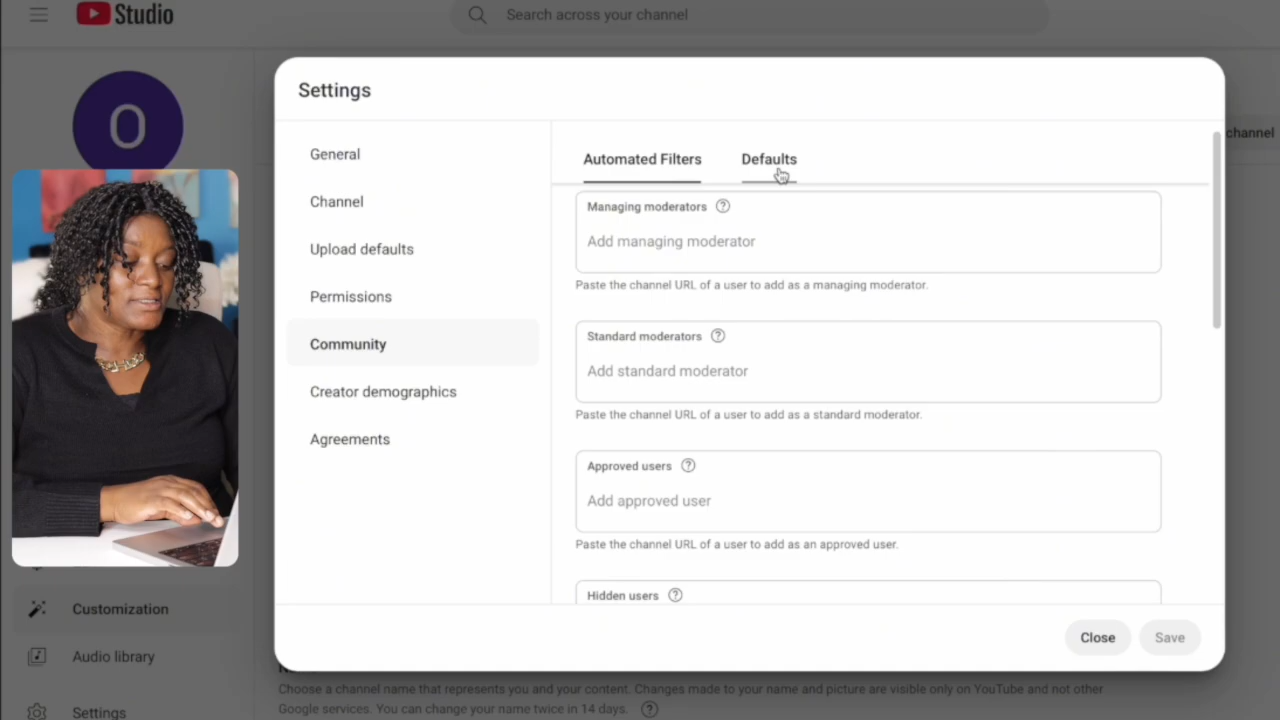 Studio
Search across your channel
O
channel
Settings
General
Channel
Upload defaults
Permissions
Community
Creator demographics
Agreements
Automated Filters
Defaults
Managing moderators ?
Add managing moderator
Paste the channel URL of a user to add as a managing moderator.
Standard moderators ?
Add standard moderator
Paste the channel URL of a user to add as a standard moderator.
Approved users ?
Add approved user
Paste the channel URL of a user to add as an approved user.
Hidden users ?
Close
Save
Customization
Audio library
Settings
Choose a channel name that represents you and your content. Changes made to your name and picture are visible only on YouTube and not other
Google services. You can change your name twice in 14 days. ?